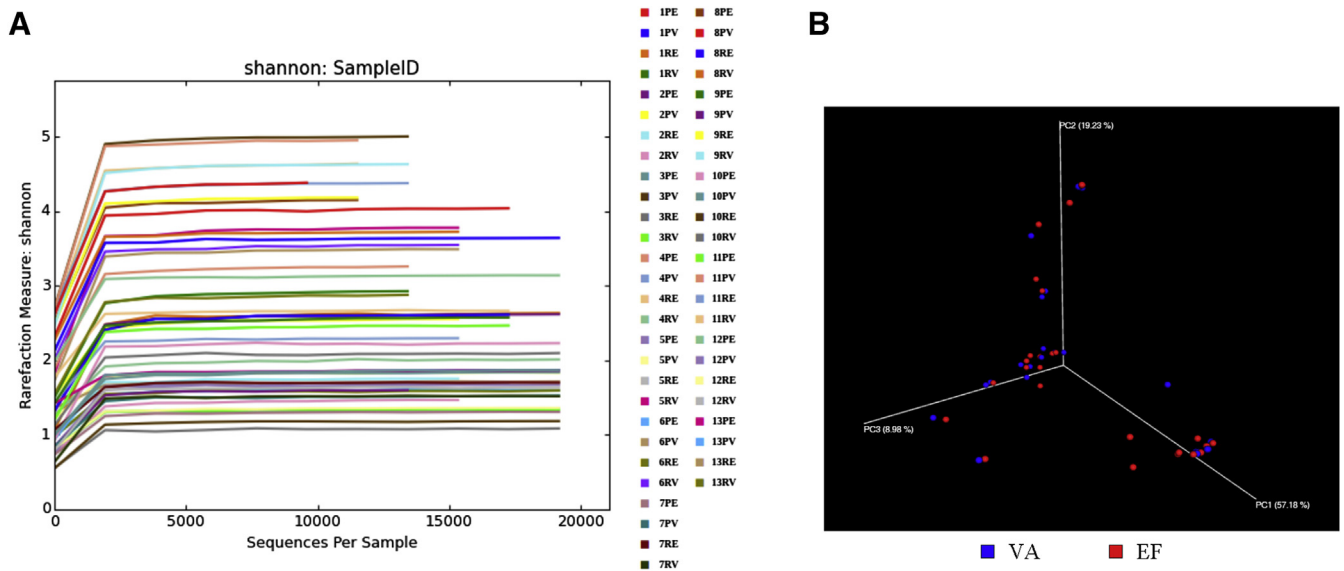 A
shannon: SampleID
Rarefaction Measure: shannon
5
4
3
2
1
0
0 5000 10000 15000 20000
Sequences Per Sample
1PE 8PE
1PV 8PV
1RE 8RE
1RV 8RV
2PE 9PE
2PV 9PV
2RE 9RE
2RV 9RV
3PE 10PE
3PV 10PV
3RE 10RE
3RV 10RV
4PE 11PE
4PV 11PV
4RE 11RE
4RV 11RV
5PE 12PE
5PV 12PV
5RE 12RE
5RV 12RV
6PE 13PE
6PV 13PV
6RE 13RE
6RV 13RV
7PE
7PV
7RE
7RV
B
PC2 (19.23 %)
PC3 (8.98 %)
PC1 (57.18 %)
VA EF